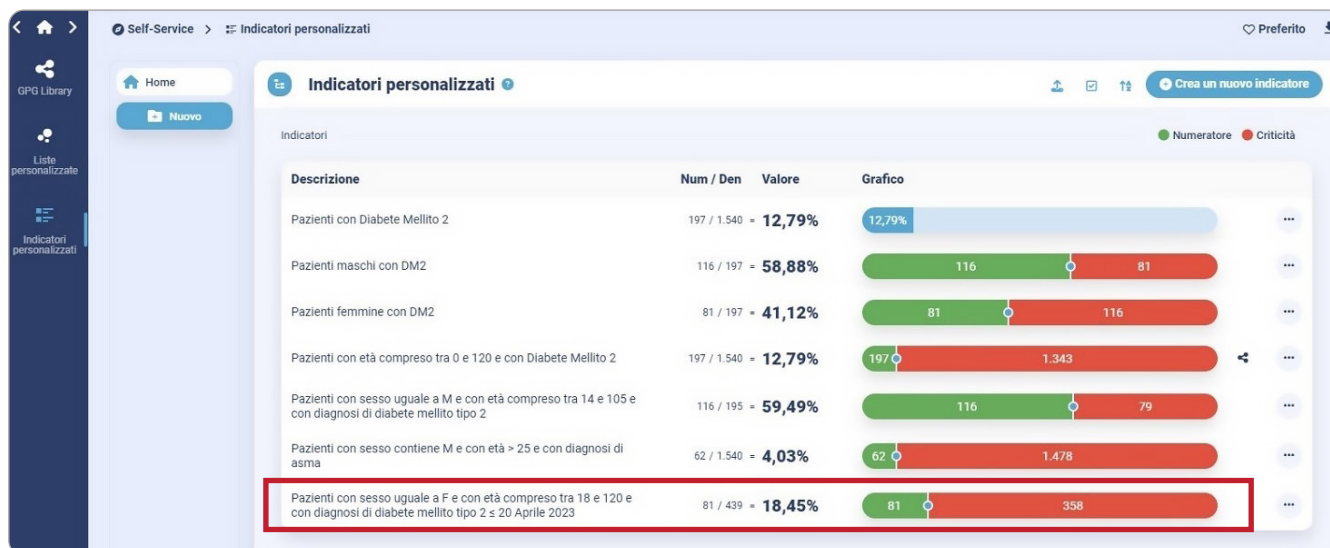 Self-Service > Indicatori personalizzati
Preferito
GPG Library
Liste
personalizzate
Indicatori
personalizzati
Home
Nuovo
Indicatori personalizzati
Crea un nuovo indicatore
Indicatori
Numeratore Criticità
Descrizione Num / Den Valore Grafico
Pazienti con Diabete Mellito 2 197 / 1.540 = 12,79% 12,79%
Pazienti maschi con DM2 116 / 197 = 58,88% 116 81
Pazienti femmine con DM2 81 / 197 = 41,12% 81 116
Pazienti con età compreso tra 0 e 120 e con Diabete Mellito 2 197 / 1.540 = 12,79% 197 1.343
Pazienti con sesso uguale a M e con età compreso tra 14 e 105 e
con diagnosi di diabete mellito tipo 2 116 / 195 = 59,49% 116 79
Pazienti con sesso contiene M e con età > 25 e con diagnosi di
asma 62 / 1.540 = 4,03% 62 1.478
Pazienti con sesso uguale a F e con età compreso tra 18 e 120 e
con diagnosi di diabete mellito tipo 2 ≤ 20 Aprile 2023 81 / 439 = 18,45% 81 358